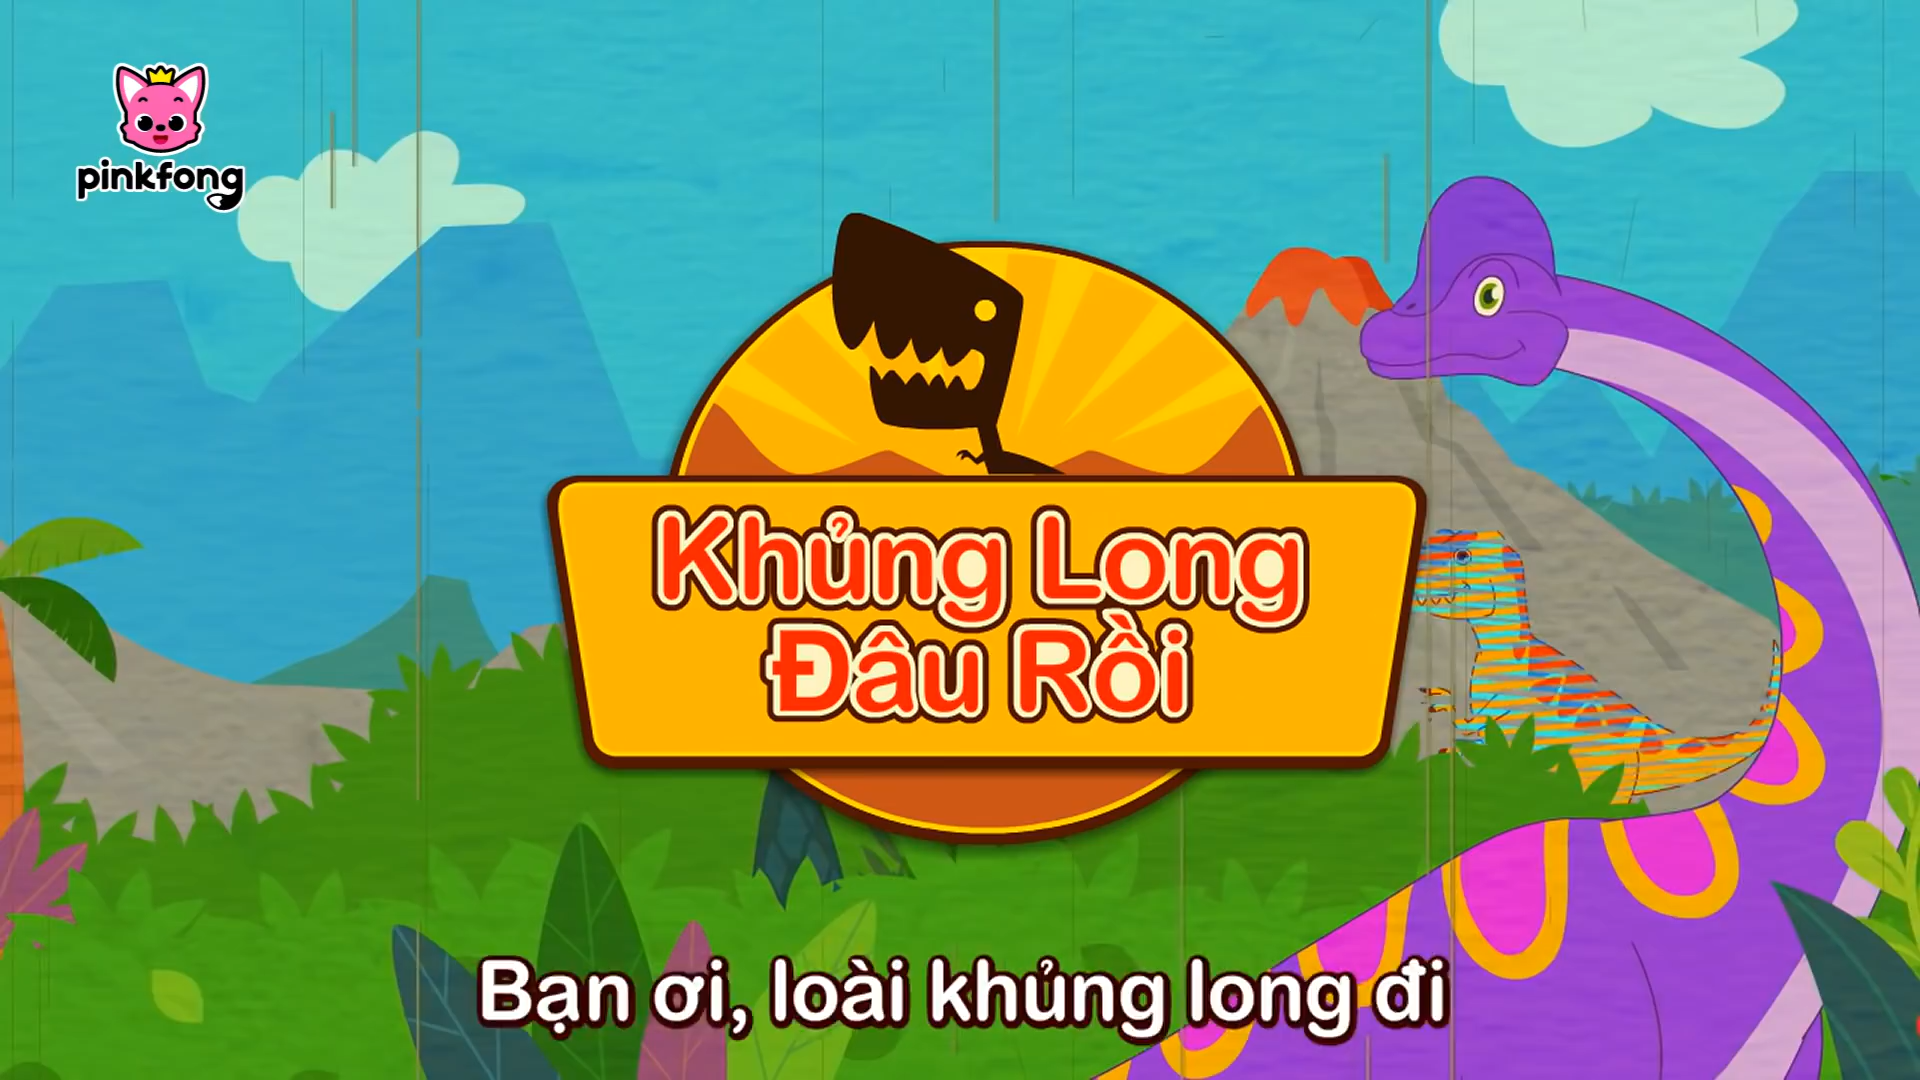 pinkfong
Khủng Long
Đâu Rồi
Bạn ơi, loài khủng long đi